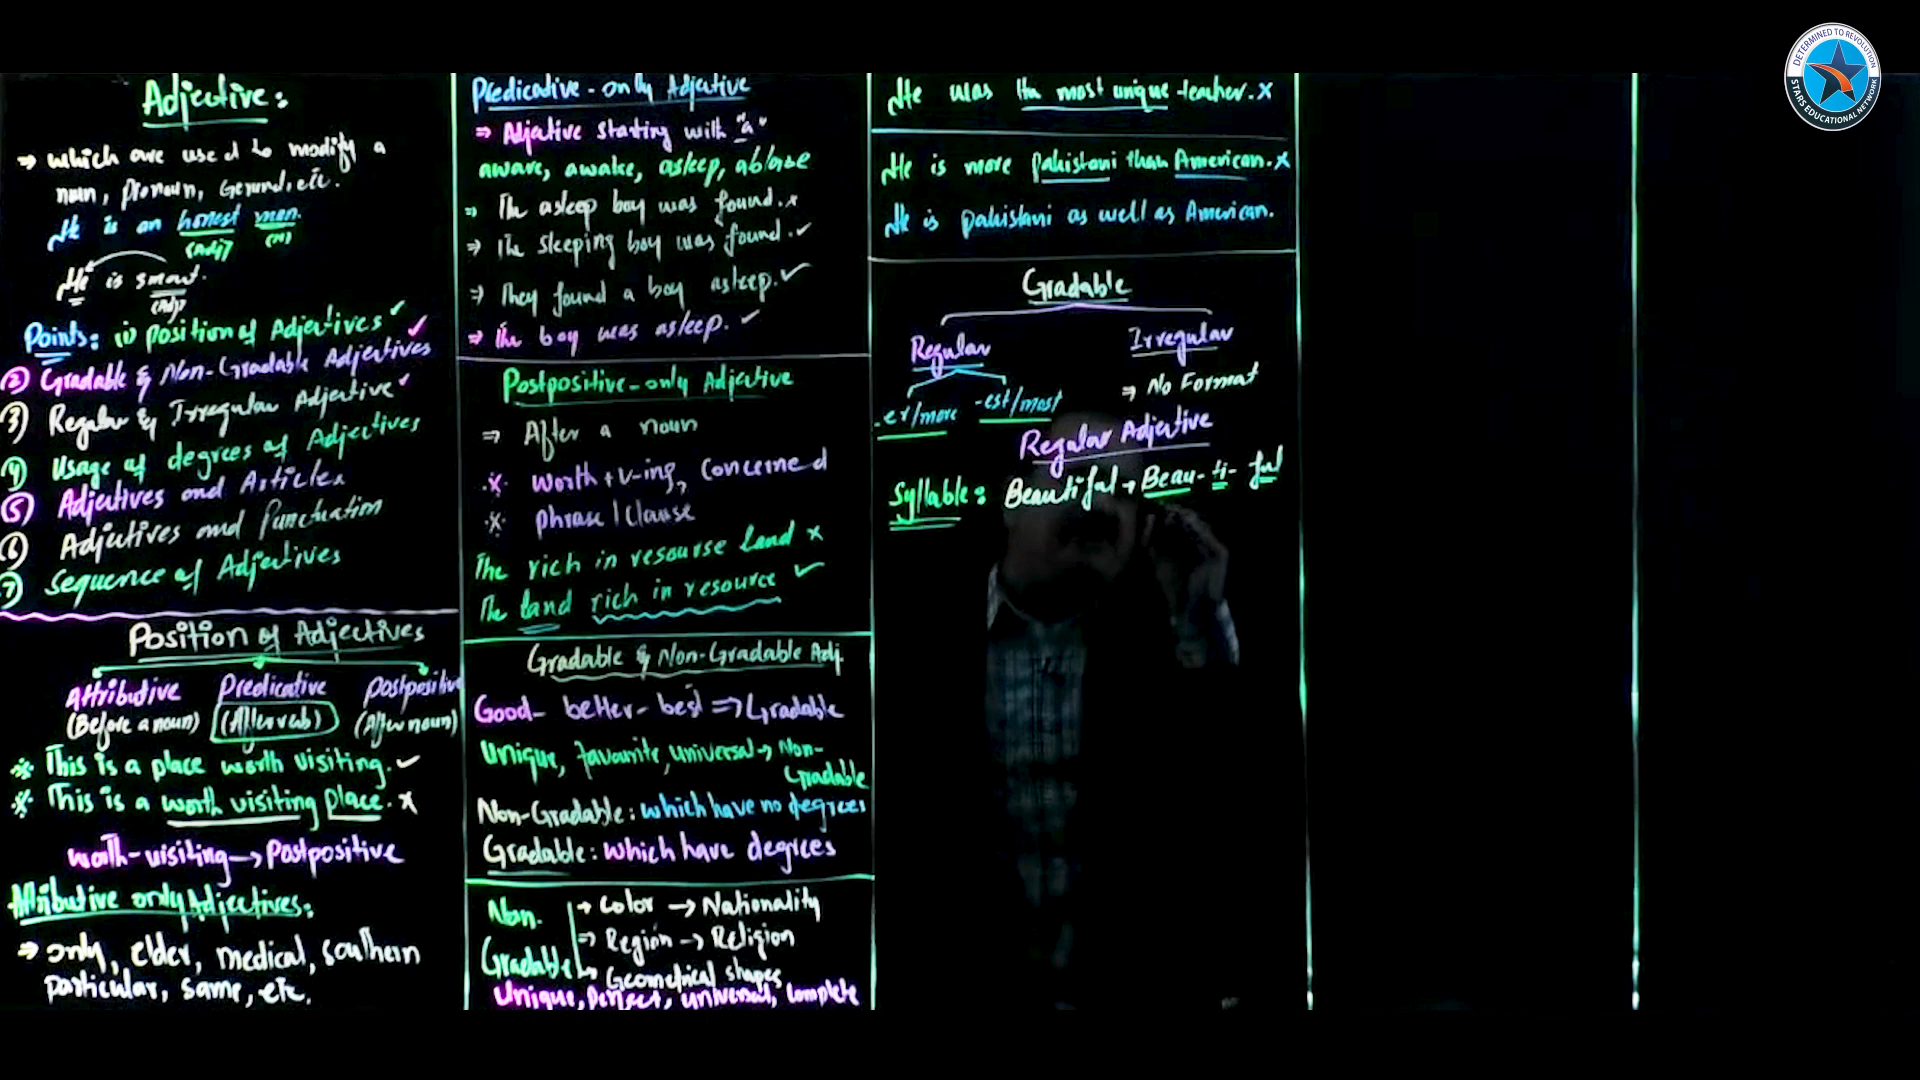 Adjective:
⇒ which are used to modify a
noun, pronoun, Gerund, etc.
He is an honest man.
(Adj) (N)
He is smart.
(Adj)
Points: (1) position of Adjectives ✓
(2) Gradable & Non-Gradable Adjectives ✓
(3) Regular & Irregular Adjective ✓
(4) Usage of degrees of Adjectives
(5) Adjectives and Articles
(6) Adjectives and Punctuation
(7) Sequence of Adjectives
Position of Adjectives
Attributive Predicative Postpositive
(Before a noun) (After verb) (After noun)
※ This is a place worth visiting. ✓
※ This is a worth visiting place. ×
worth-visiting → Postpositive
Attributive only Adjectives:
⇒ only, elder, medical, southern
particular, same, etc.
Predicative-only Adjective
⇒ Adjective starting with "a"
aware, awake, asleep, ablaze
⇒ The asleep boy was found. ×
⇒ The sleeping boy was found. ✓
⇒ They found a boy asleep. ✓
⇒ The boy was asleep. ✓
Postpositive-only Adjective
⇒ After a noun
※ worth + v-ing, concerned
※ phrase / clause
The rich in resourse land ×
The land rich in resource ✓
Gradable & Non-Gradable Adj.
Good- better- best ⇒ Gradable
Unique, favourite, universal → Non-
Gradable
Non-Gradable: which have no degrees
Gradable: which have degrees
Non. → Color → Nationality
⇒ Region → Religion
Gradable ↳ Geometrical shapes
Unique, perfect, universal, complete
He was the most unique teacher. ×
He is more pakistani than American. ×
He is pakistani as well as American.
Gradable
Regular Irregular
-er/more -est/most ⇒ No Format
Regular Adjective
Syllable: Beautiful → Beau-ti-ful
DETERMINED TO REVOLUTION
STARS EDUCATIONAL NETWORK